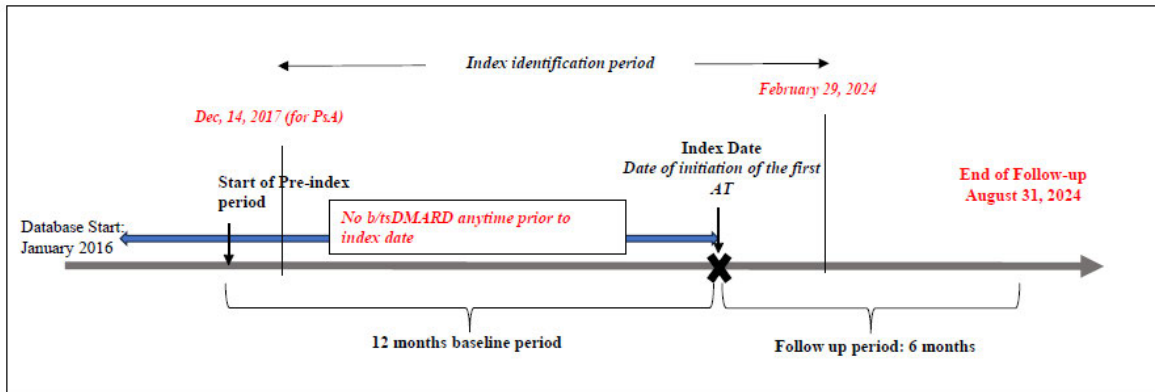 Index identification period
February 29, 2024
Dec, 14, 2017 (for PsA)
Index Date
Date of initiation of the first
AT
End of Follow-up
August 31, 2024
Start of Pre-index
period
No b/tsDMARD anytime prior to
index date
Database Start:
January 2016
12 months baseline period
Follow up period: 6 months